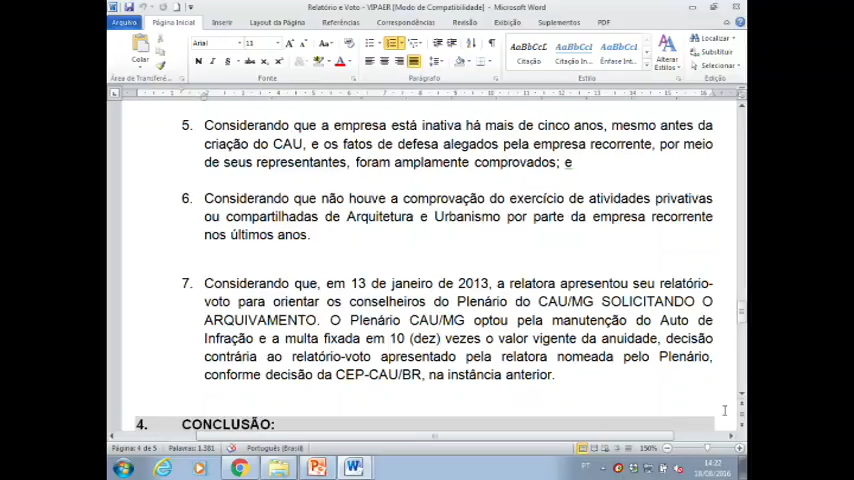 Relatório e Voto - VIPAER [Modo de Compatibilidade] - Microsoft Word
Arquivo Página Inicial Inserir Layout da Página Referências Correspondências Revisão Exibição Suplementos PDF
Arial 11
Colar
AaBbCcL AaBbCcI AaBbCcI
Citação Citação In... Ênfase Int...
Alterar Estilos
Localizar
Substituir
Selecionar
Área de Transferê... Fonte Parágrafo Estilo Edição
5. Considerando que a empresa está inativa há mais de cinco anos, mesmo antes da
criação do CAU, e os fatos de defesa alegados pela empresa recorrente, por meio
de seus representantes, foram amplamente comprovados; e
6. Considerando que não houve a comprovação do exercício de atividades privativas
ou compartilhadas de Arquitetura e Urbanismo por parte da empresa recorrente
nos últimos anos.
7. Considerando que, em 13 de janeiro de 2013, a relatora apresentou seu relatório-
voto para orientar os conselheiros do Plenário do CAU/MG SOLICITANDO O
ARQUIVAMENTO. O Plenário CAU/MG optou pela manutenção do Auto de
Infração e a multa fixada em 10 (dez) vezes o valor vigente da anuidade, decisão
contrária ao relatório-voto apresentado pela relatora nomeada pelo Plenário,
conforme decisão da CEP-CAU/BR, na instância anterior.
4. CONCLUSÃO:
Página: 4 de 5 Palavras: 1.381 Português (Brasil) 150%
PT 14:22
18/08/2016